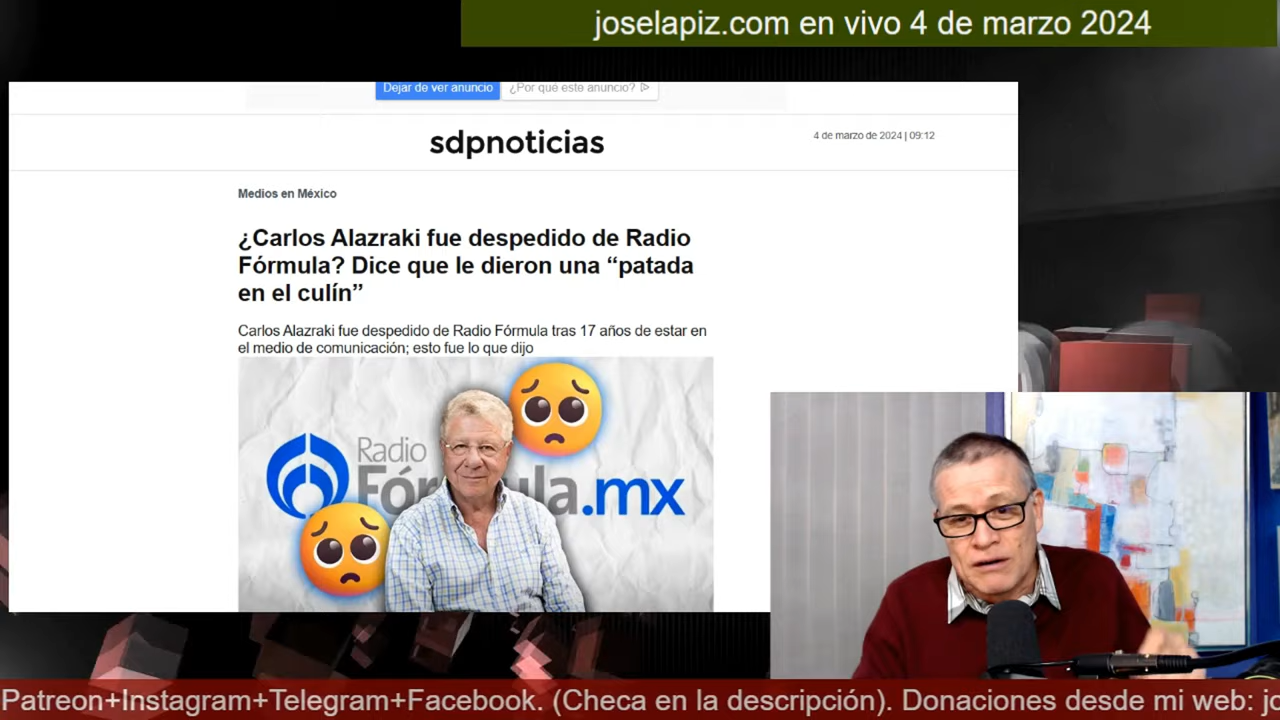 joselapiz.com en vivo 4 de marzo 2024
Dejar de ver anuncio
¿Por qué este anuncio?
sdpnoticias
4 de marzo de 2024 | 09:12
Medios en México
¿Carlos Alazraki fue despedido de Radio
Fórmula? Dice que le dieron una “patada
en el culín”
Carlos Alazraki fue despedido de Radio Fórmula tras 17 años de estar en
el medio de comunicación; esto fue lo que dijo
Radio
Fórmula.mx
Patreon+Instagram+Telegram+Facebook. (Checa en la descripción). Donaciones desde mi web: jo